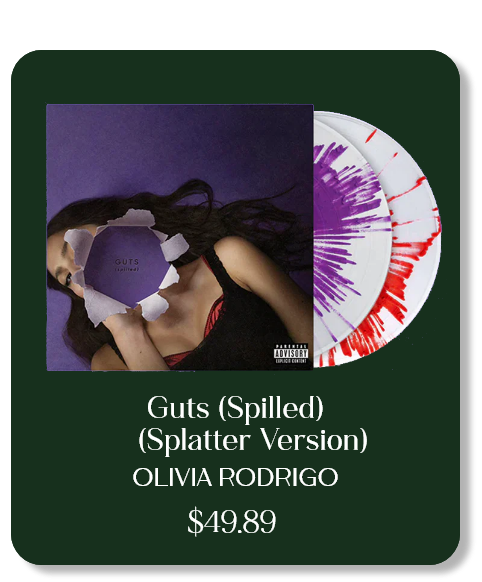 GUTS
(spilled)
PARENTAL
ADVISORY
EXPLICIT CONTENT
Guts (Spilled)
(Splatter Version)
OLIVIA RODRIGO
$49.89